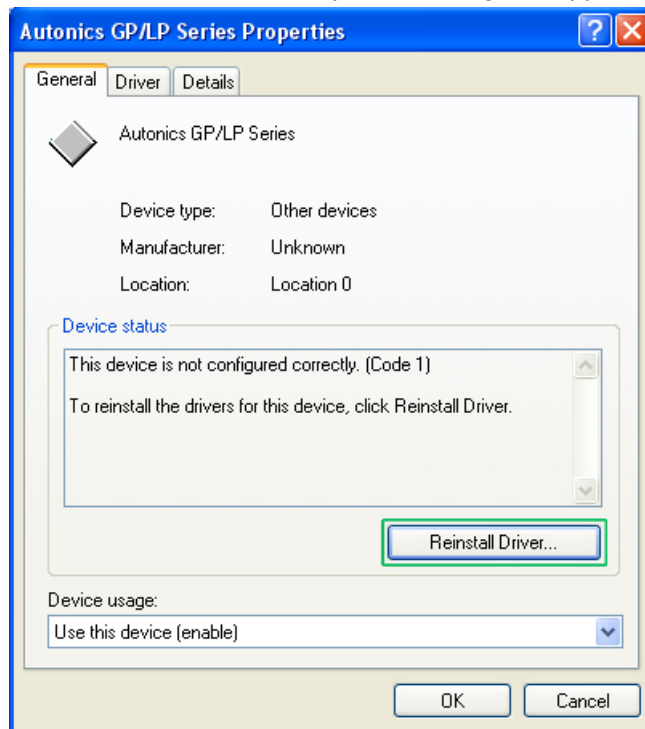 Autonics GP/LP Series Properties
General Driver Details
Autonics GP/LP Series
Device type: Other devices
Manufacturer: Unknown
Location: Location 0
Device status
This device is not configured correctly. (Code 1)
To reinstall the drivers for this device, click Reinstall Driver.
Reinstall Driver...
Device usage:
Use this device (enable)
OK Cancel